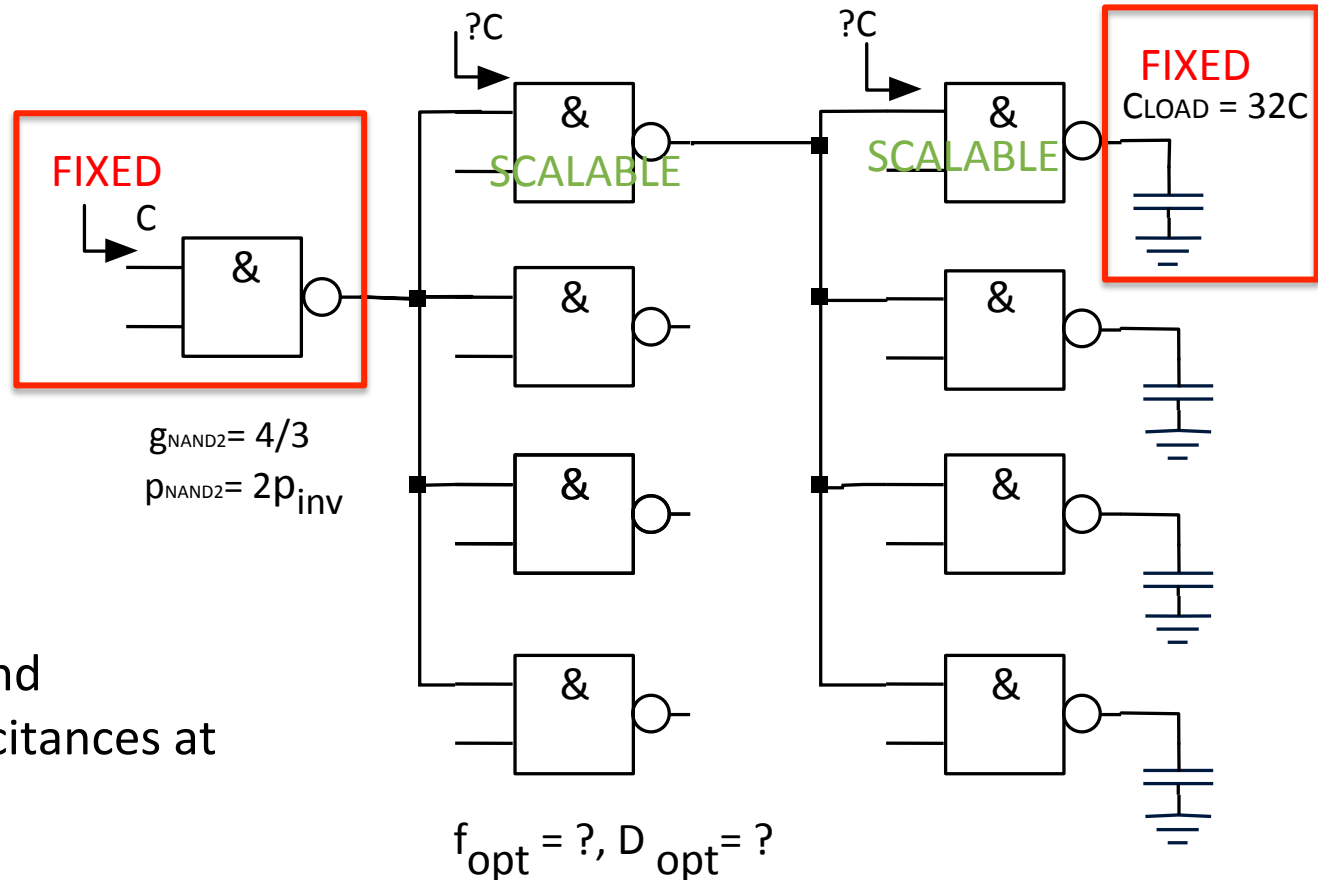 ?C
?C
FIXED
CLOAD = 32C
&
&
SCALABLE
SCALABLE
FIXED
C
&
&
&
gNAND2= 4/3
pNAND2= 2pinv
&
&
&
&
nd
citances at
fopt = ?, D opt= ?